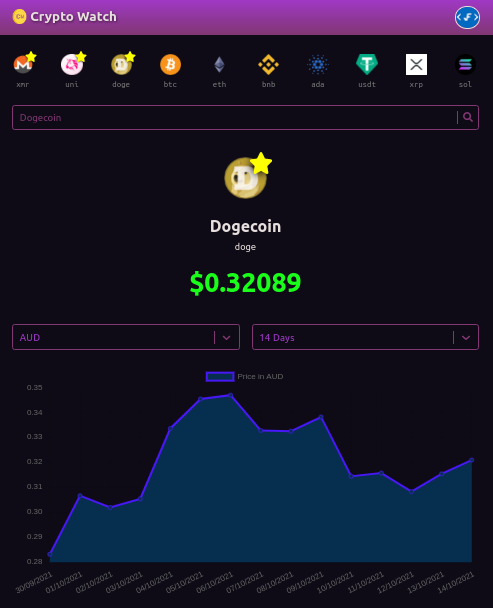 Crypto Watch
xmr uni doge btc eth bnb ada usdt xrp sol
Dogecoin
Dogecoin
doge
$0.32089
AUD 14 Days
Price in AUD
0.35
0.34
0.33
0.32
0.31
0.30
0.29
0.28
30/09/2021 01/10/2021 02/10/2021 03/10/2021 04/10/2021 05/10/2021 06/10/2021 07/10/2021 08/10/2021 09/10/2021 10/10/2021 11/10/2021 12/10/2021 13/10/2021 14/10/2021